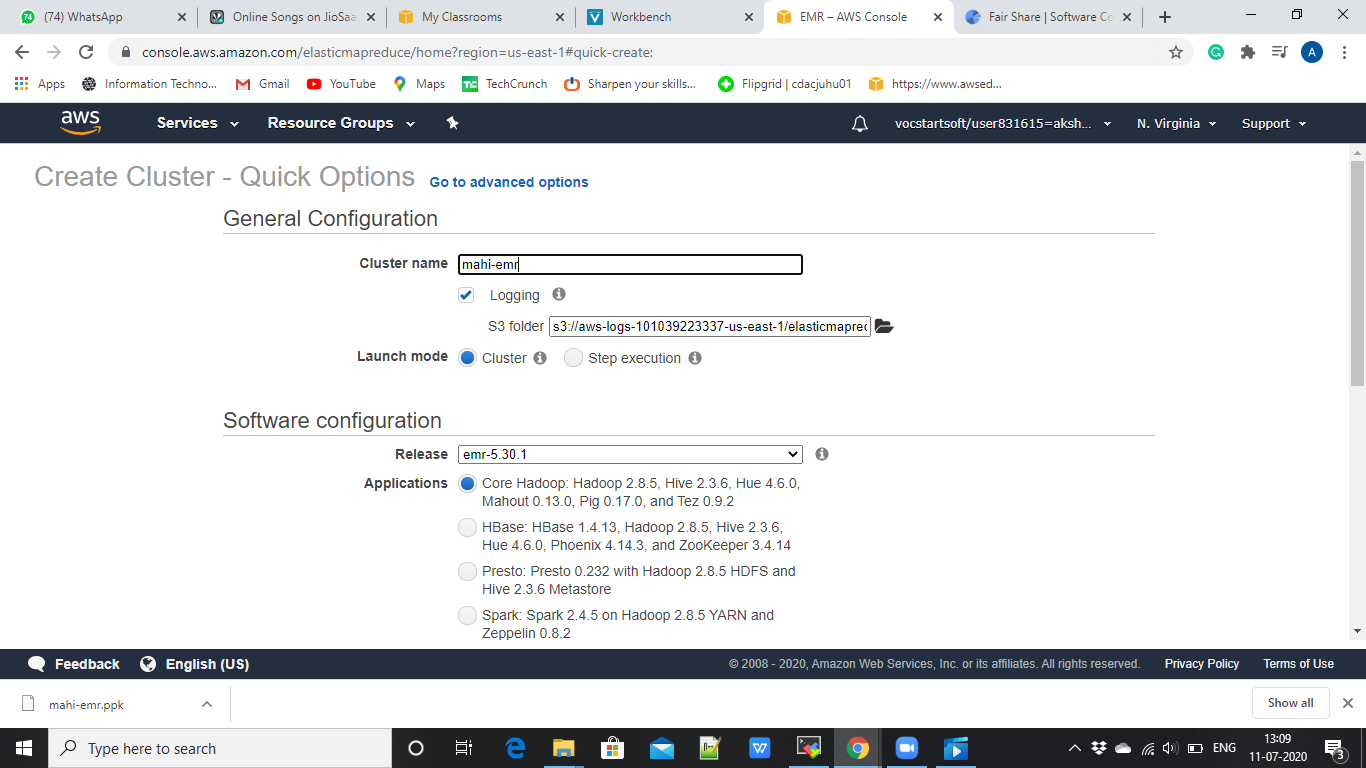 (74) WhatsApp
Online Songs on JioSaa
My Classrooms
Workbench
EMR – AWS Console
Fair Share | Software Co
console.aws.amazon.com/elasticmapreduce/home?region=us-east-1#quick-create:
A
Apps
Information Techno...
Gmail
YouTube
Maps
TechCrunch
Sharpen your skills...
Flipgrid | cdacjuhu01
https://www.awsed...
aws
Services
Resource Groups
vocstartsoft/user831615=aksh...
N. Virginia
Support
Create Cluster - Quick Options
Go to advanced options
General Configuration
Cluster name
mahi-emr
Logging
S3 folder
s3://aws-logs-101039223337-us-east-1/elasticmapred
Launch mode
Cluster
Step execution
Software configuration
Release
emr-5.30.1
Applications
Core Hadoop: Hadoop 2.8.5, Hive 2.3.6, Hue 4.6.0,
Mahout 0.13.0, Pig 0.17.0, and Tez 0.9.2
HBase: HBase 1.4.13, Hadoop 2.8.5, Hive 2.3.6,
Hue 4.6.0, Phoenix 4.14.3, and ZooKeeper 3.4.14
Presto: Presto 0.232 with Hadoop 2.8.5 HDFS and
Hive 2.3.6 Metastore
Spark: Spark 2.4.5 on Hadoop 2.8.5 YARN and
Zeppelin 0.8.2
Feedback
English (US)
© 2008 - 2020, Amazon Web Services, Inc. or its affiliates. All rights reserved.
Privacy Policy
Terms of Use
mahi-emr.ppk
Show all
Type here to search
ENG
13:09
11-07-2020
3